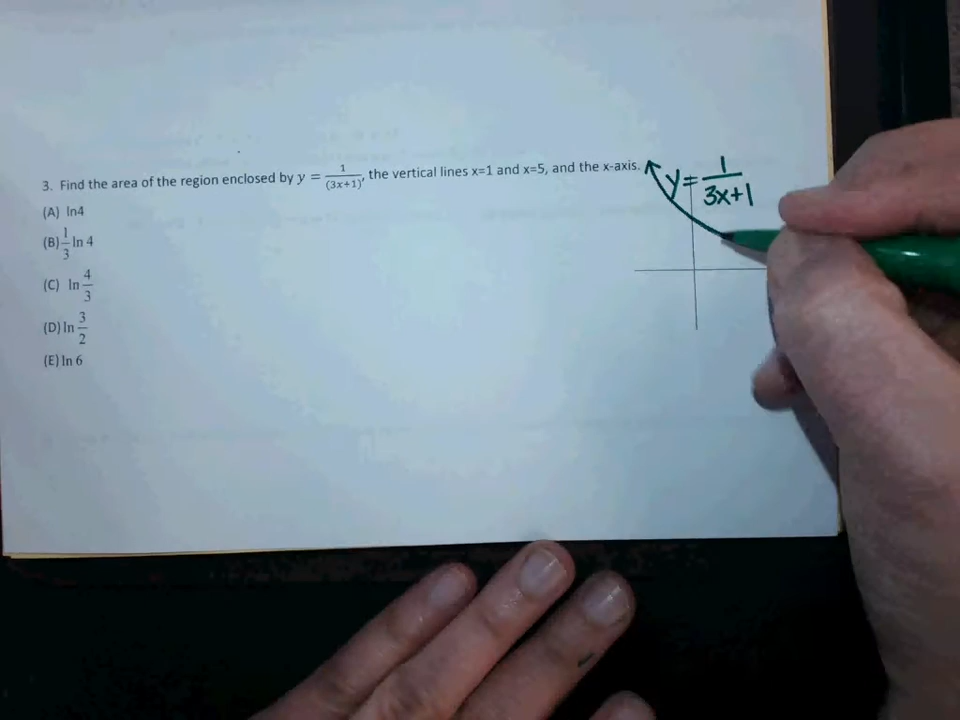 3. Find the area of the region enclosed by y = 1/(3x+1), the vertical lines x=1 and x=5, and the x-axis.
y = 1/3x+1
(A) ln4
(B) 1/3 ln 4
(C) ln 4/3
(D) ln 3/2
(E) ln 6